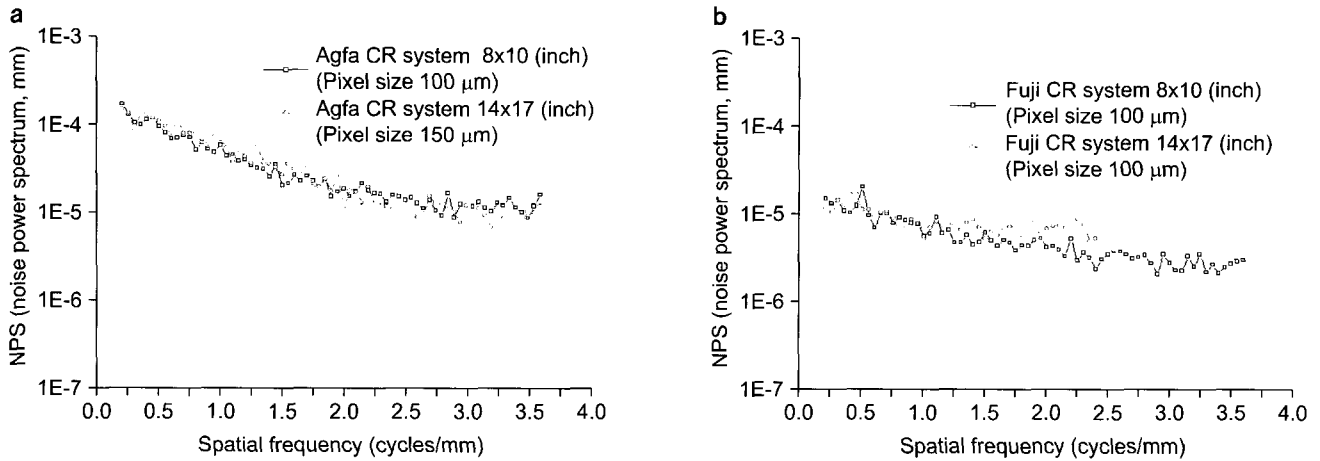 a
1E-3
1E-4
1E-5
1E-6
1E-7
NPS (noise power spectrum, mm)
Agfa CR system 8x10 (inch)
(Pixel size 100 μm)
Agfa CR system 14x17 (inch)
(Pixel size 150 μm)
0.0 0.5 1.0 1.5 2.0 2.5 3.0 3.5 4.0
Spatial frequency (cycles/mm)
b
1E-3
1E-4
1E-5
1E-6
1E-7
NPS (noise power spectrum, mm)
Fuji CR system 8x10 (inch)
(Pixel size 100 μm)
Fuji CR system 14x17 (inch)
(Pixel size 100 μm)
0.0 0.5 1.0 1.5 2.0 2.5 3.0 3.5 4.0
Spatial frequency (cycles/mm)